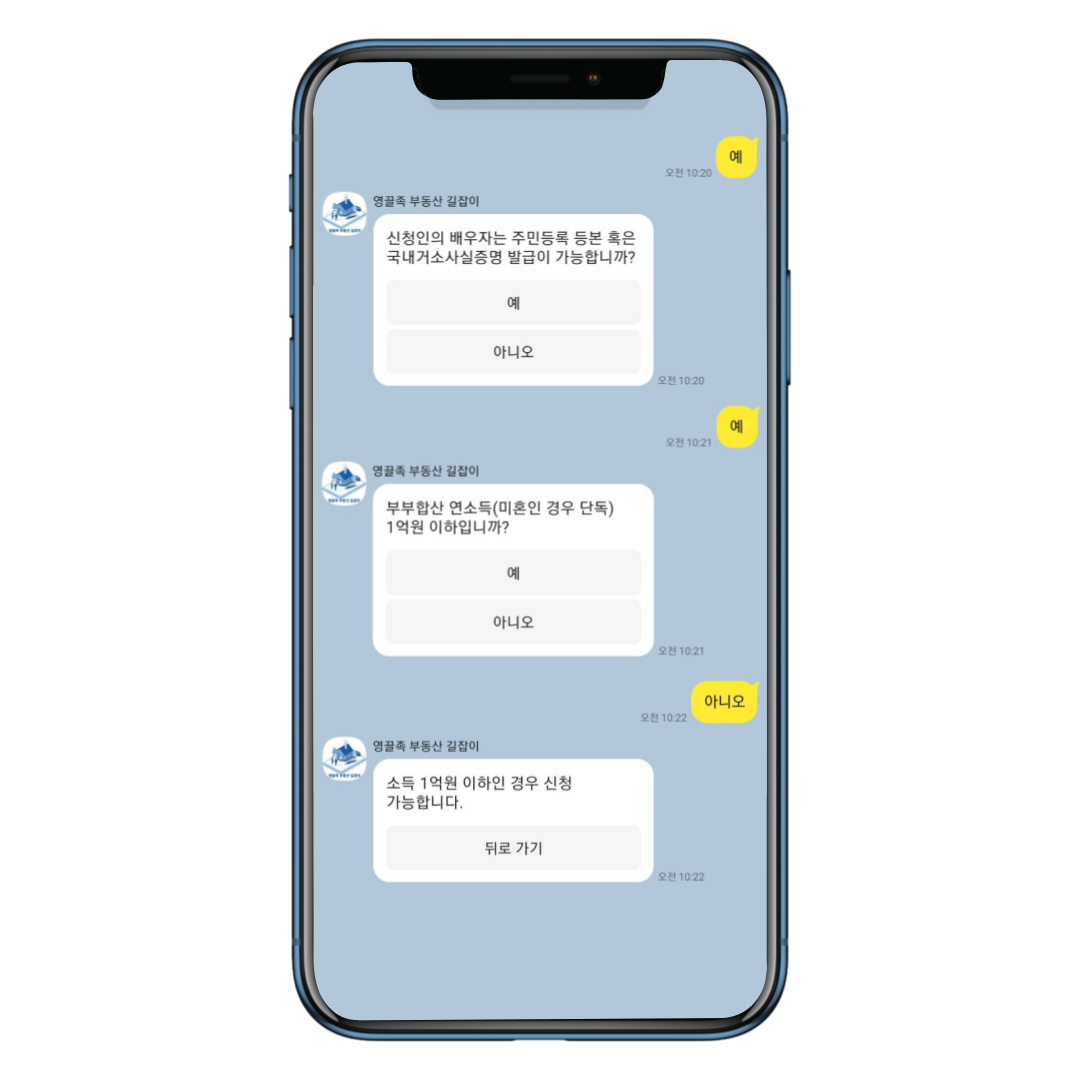 예
오전 10:20
영끌족 부동산 길잡이
신청인의 배우자는 주민등록 등본 혹은
국내거소사실증명 발급이 가능합니까?
예
아니오
오전 10:20
예
오전 10:21
영끌족 부동산 길잡이
부부합산 연소득(미혼인 경우 단독)
1억원 이하입니까?
예
아니오
오전 10:21
아니오
오전 10:22
영끌족 부동산 길잡이
소득 1억원 이하인 경우 신청
가능합니다.
뒤로 가기
오전 10:22